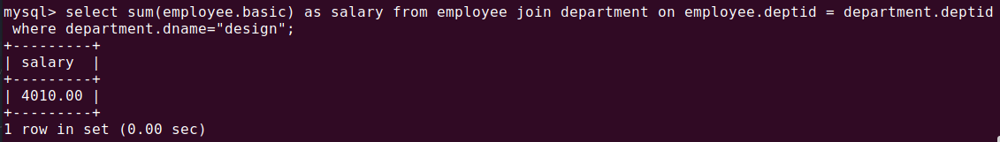 mysql> select sum(employee.basic) as salary from employee join department on employee.deptid = department.deptid
 where department.dname="design";
+---------+
| salary  |
+---------+
| 4010.00 |
+---------+
1 row in set (0.00 sec)